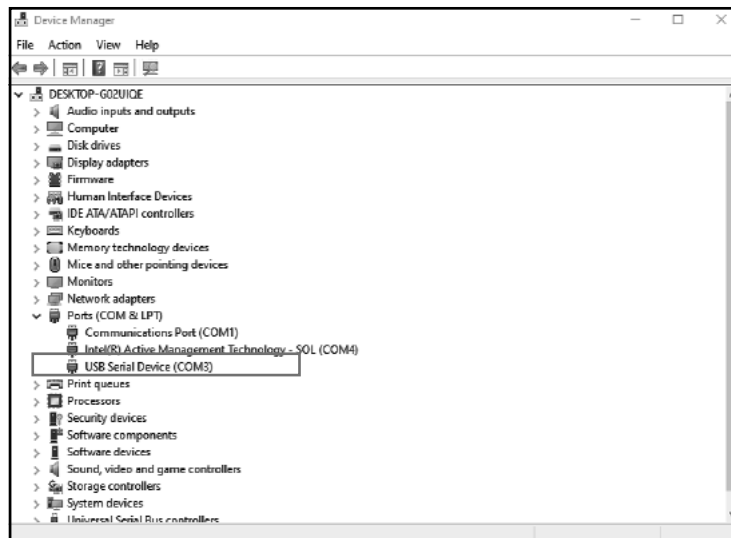 Device Manager
File Action View Help
DESKTOP-G02UIQE
Audio inputs and outputs
Computer
Disk drives
Display adapters
Firmware
Human Interface Devices
IDE ATA/ATAPI controllers
Keyboards
Memory technology devices
Mice and other pointing devices
Monitors
Network adapters
Ports (COM & LPT)
Communications Port (COM1)
Intel(R) Active Management Technology - SOL (COM4)
USB Serial Device (COM3)
Print queues
Processors
Security devices
Software components
Software devices
Sound, video and game controllers
Storage controllers
System devices
Universal Serial Bus controllers